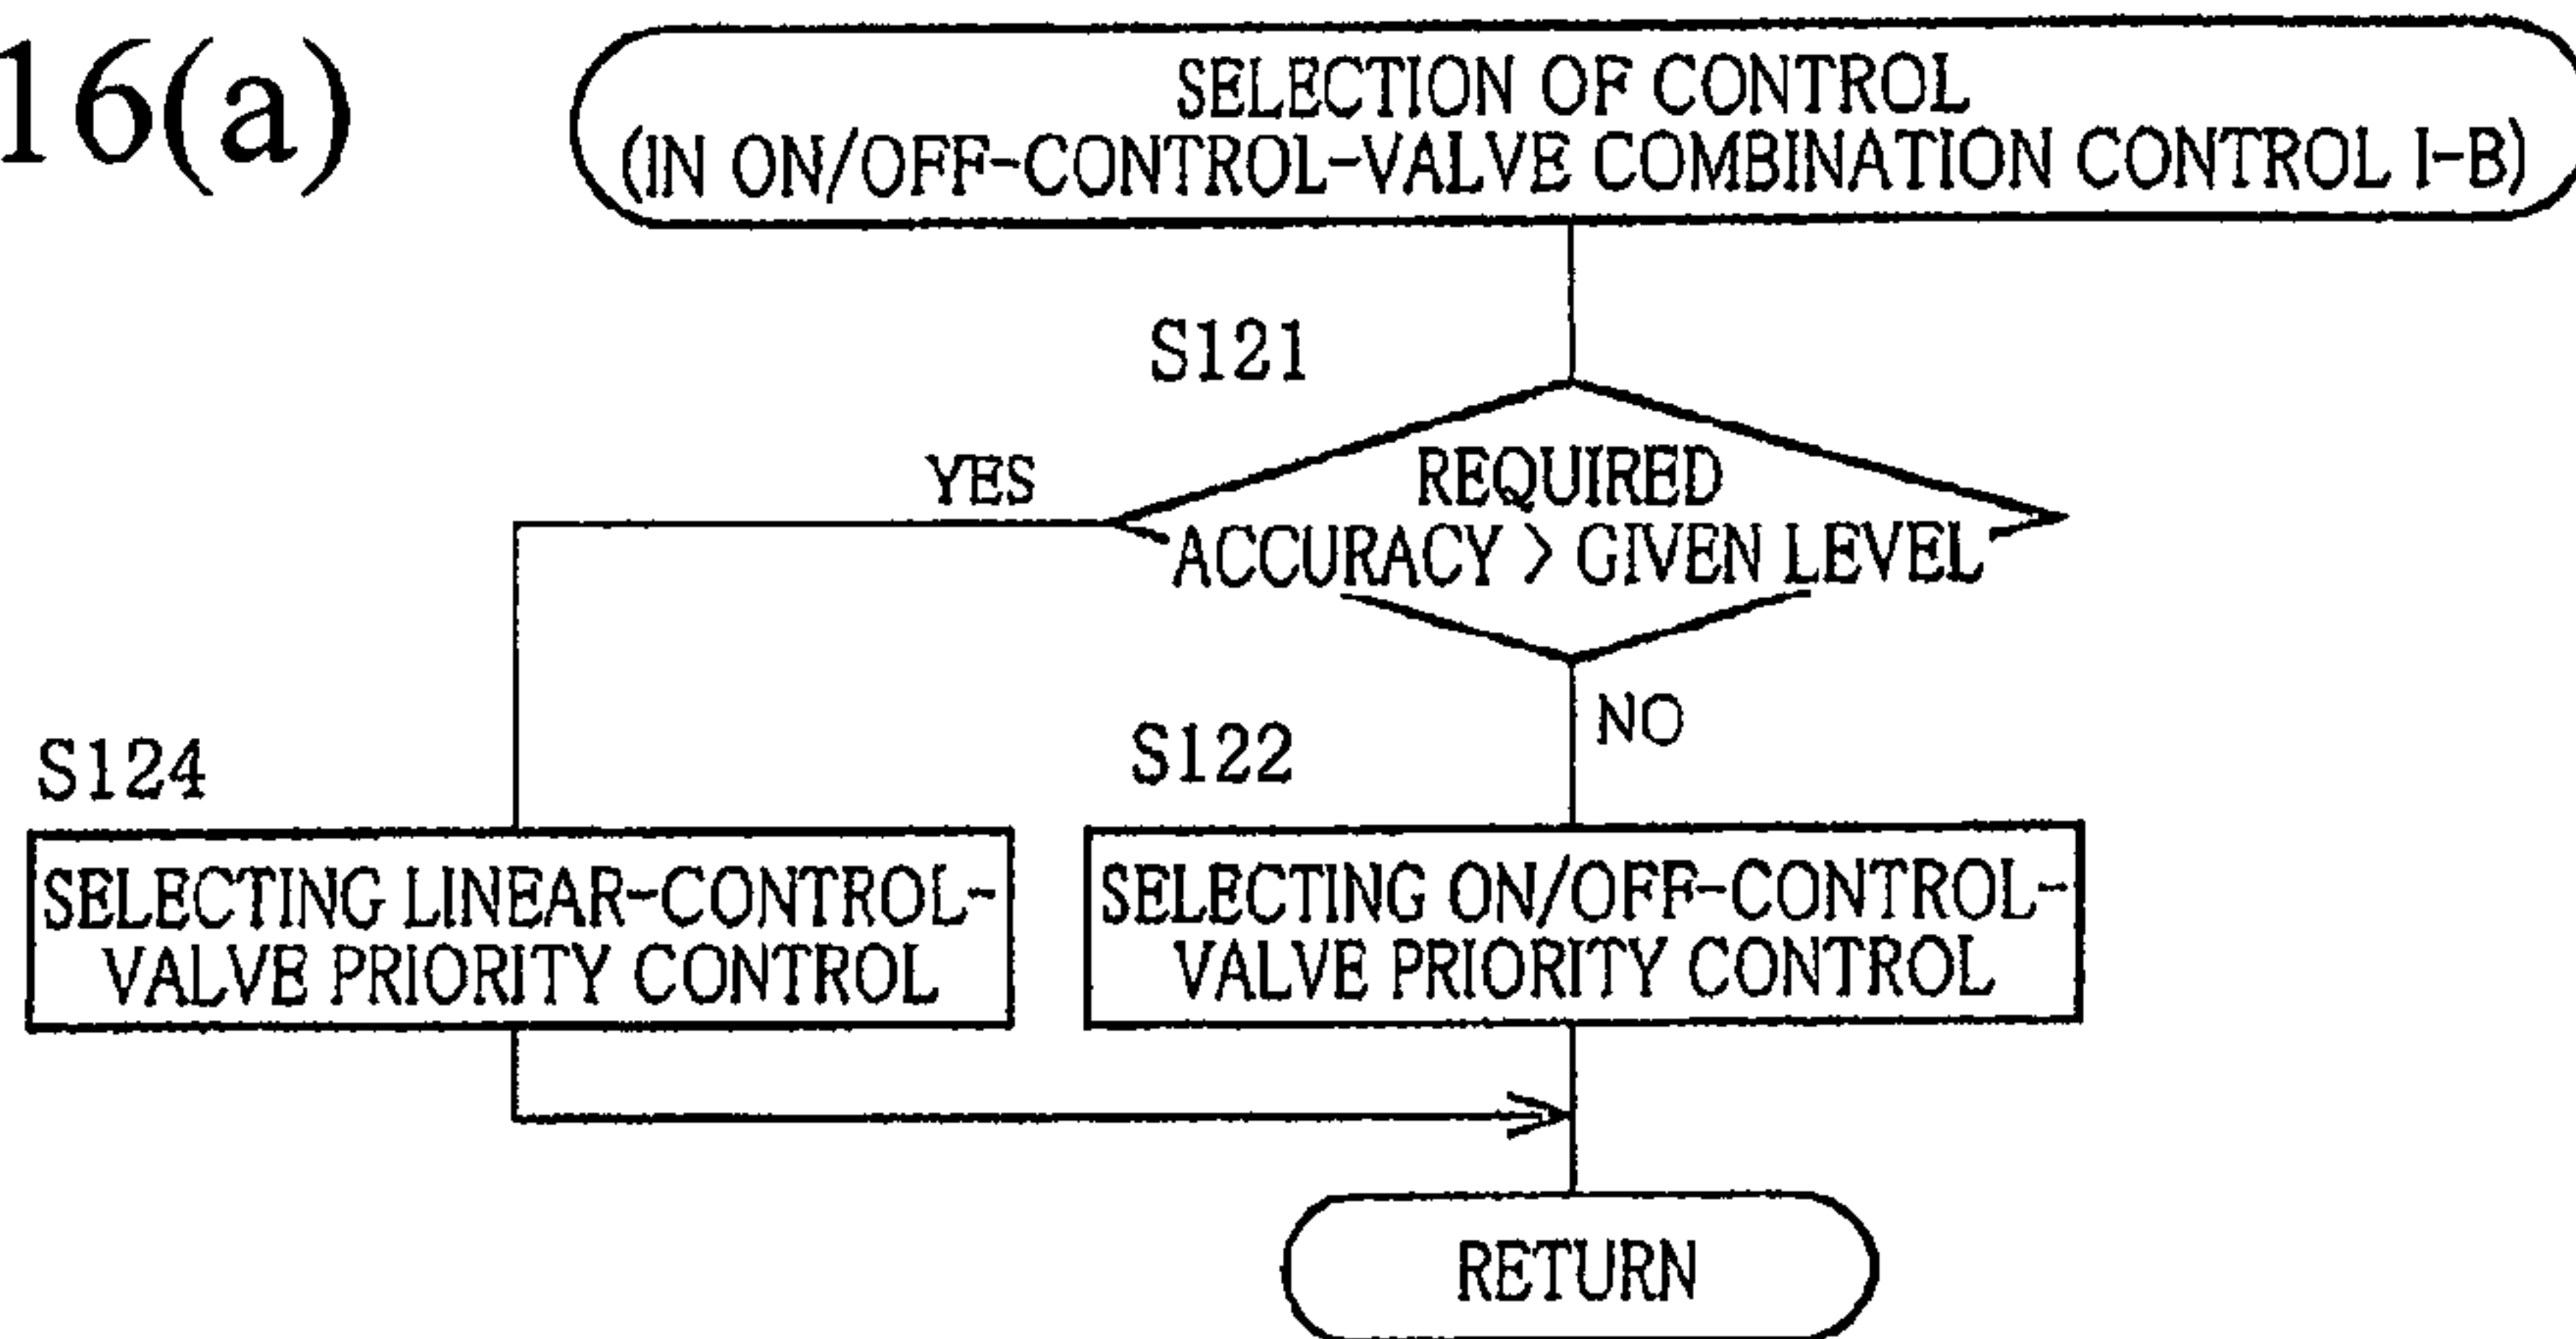 16(a)
SELECTION OF CONTROL
(IN ON/OFF-CONTROL-VALVE COMBINATION CONTROL I-B)
S121
REQUIRED
ACCURACY > GIVEN LEVEL
YES
NO
S124
SELECTING LINEAR-CONTROL-
VALVE PRIORITY CONTROL
S122
SELECTING ON/OFF-CONTROL-
VALVE PRIORITY CONTROL
RETURN